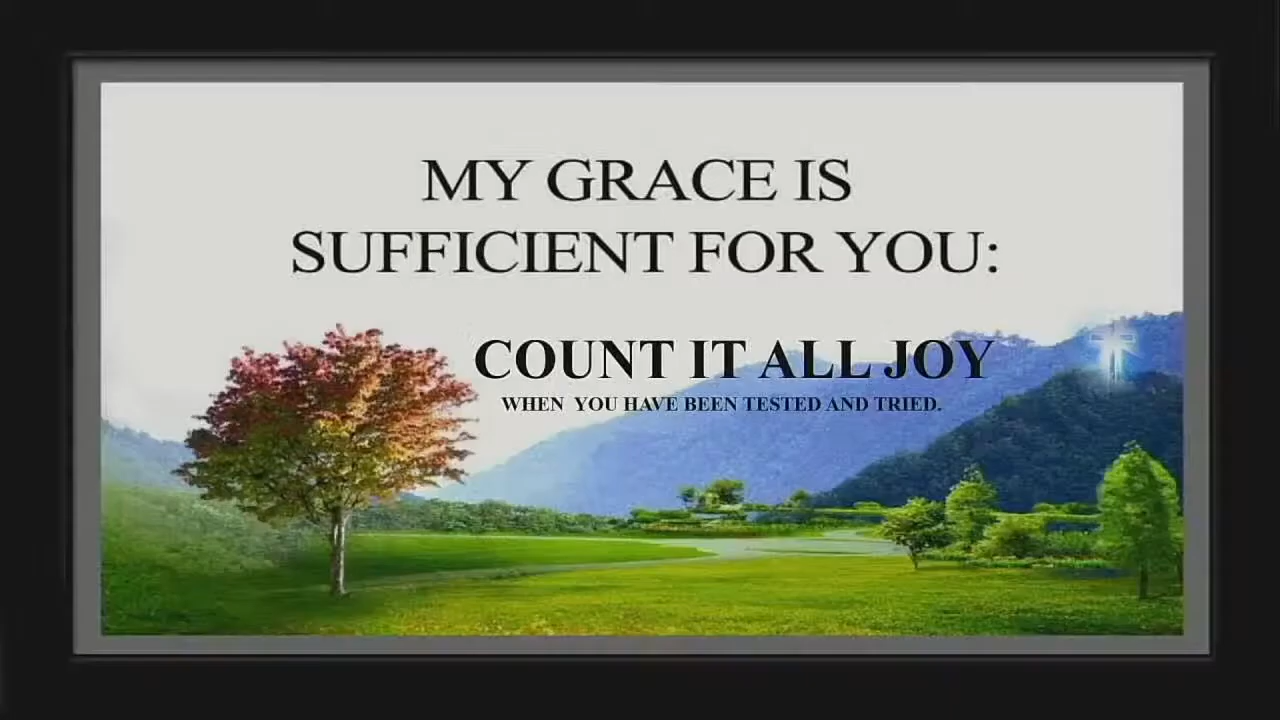 MY GRACE IS
SUFFICIENT FOR YOU:
COUNT IT ALL JOY
WHEN YOU HAVE BEEN TESTED AND TRIED.